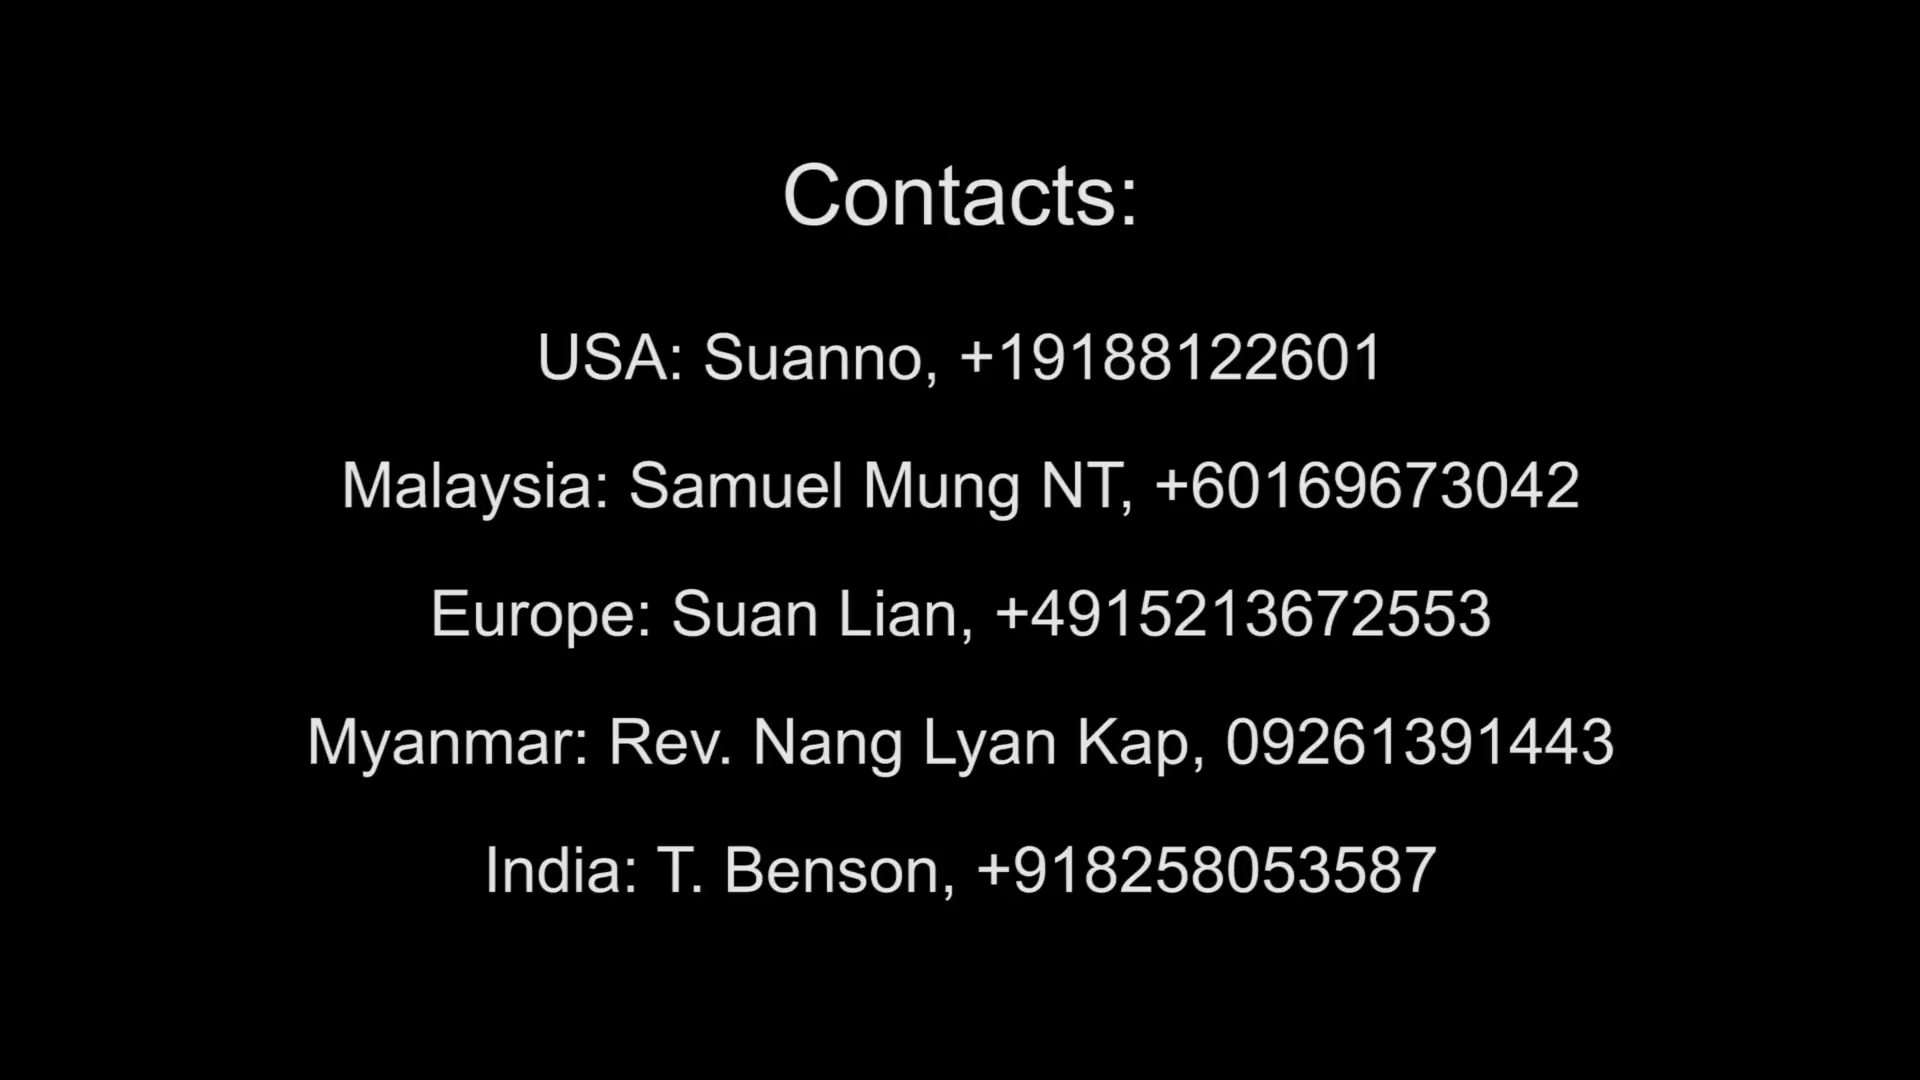 Contacts:
USA: Suanno, +19188122601
Malaysia: Samuel Mung NT, +60169673042
Europe: Suan Lian, +4915213672553
Myanmar: Rev. Nang Lyan Kap, 09261391443
India: T. Benson, +918258053587